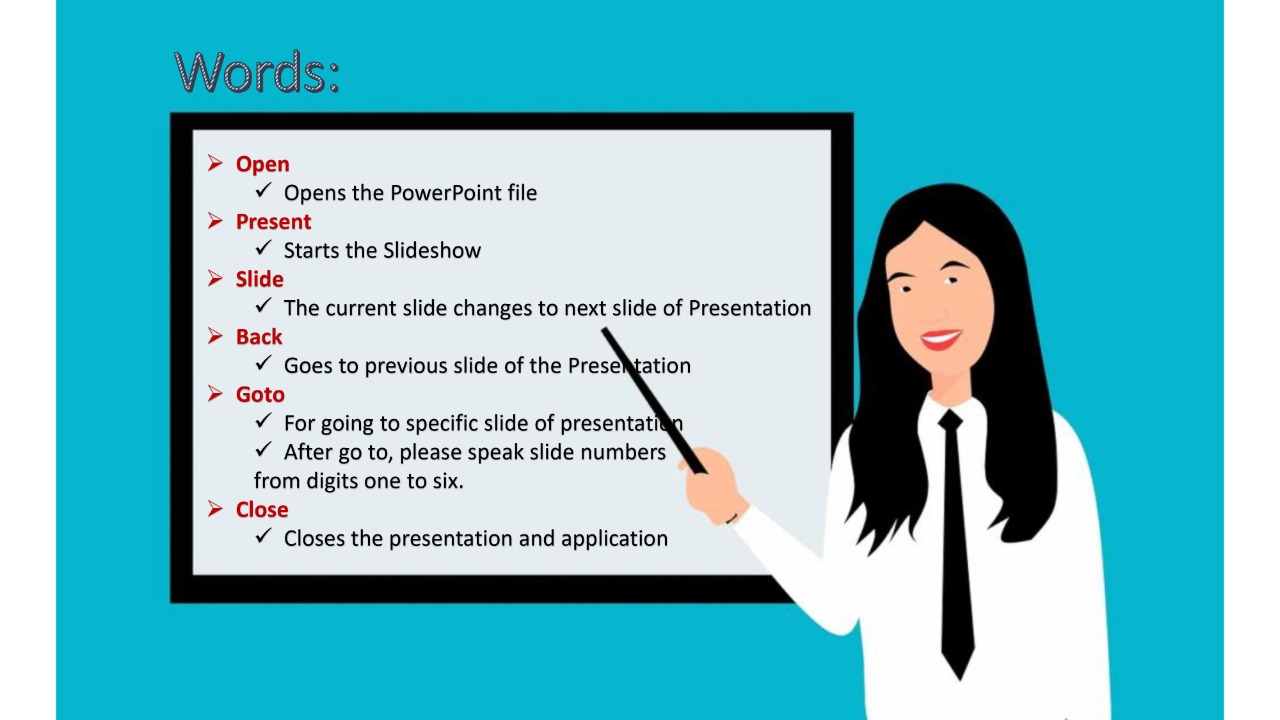 Words:
Open
Opens the PowerPoint file
Present
Starts the Slideshow
Slide
The current slide changes to next slide of Presentation
Back
Goes to previous slide of the Presentation
Goto
For going to specific slide of presentation
After go to, please speak slide numbers
from digits one to six.
Close
Closes the presentation and application